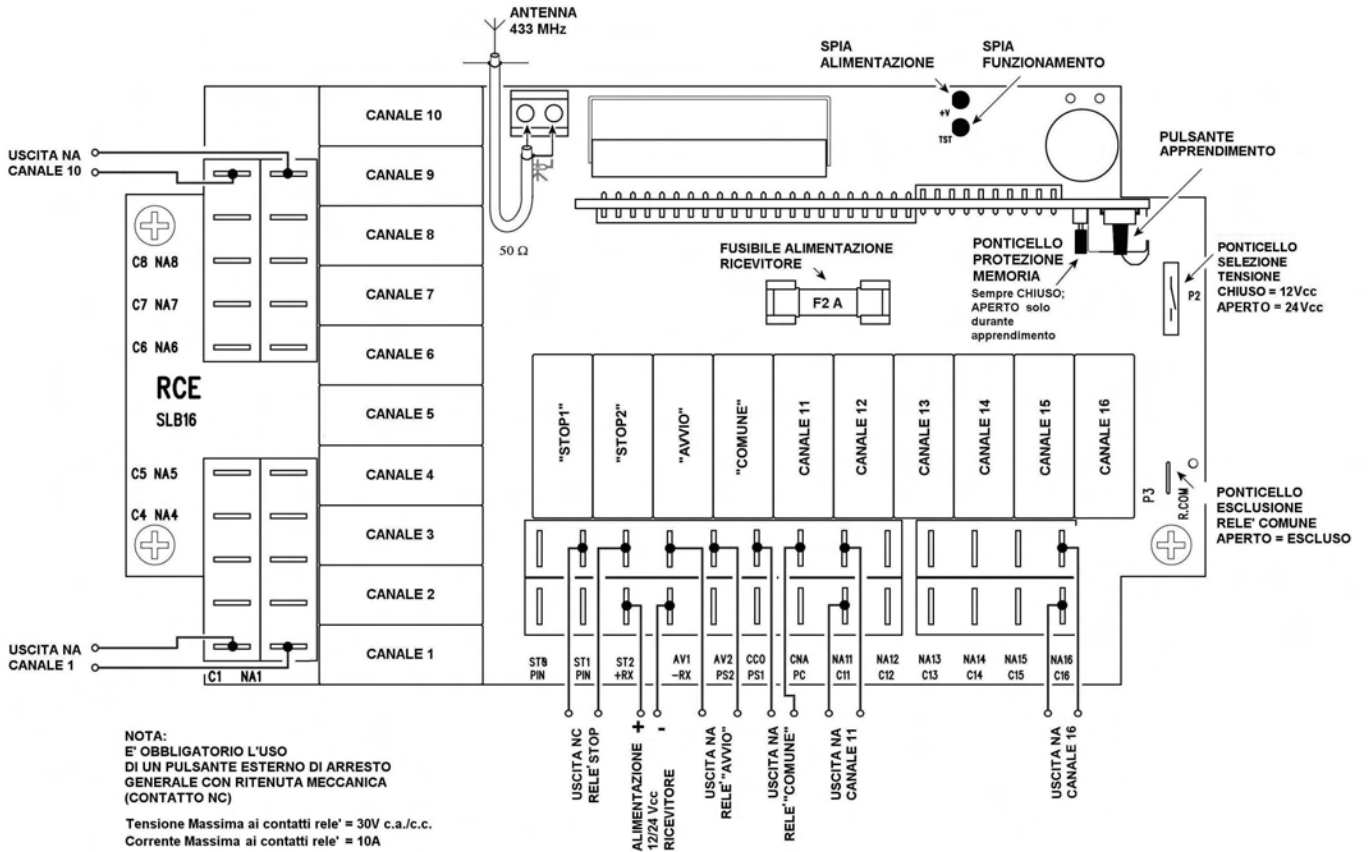 ANTENNA
433 MHz
SPIA
ALIMENTAZIONE
SPIA
FUNZIONAMENTO
+V
TST
PULSANTE
APPRENDIMENTO
CANALE 10
USCITA NA
CANALE 10
CANALE 9
CANALE 8
C8 NA8
CANALE 7
C7 NA7
CANALE 6
C6 NA6
50 Ω
FUSIBILE ALIMENTAZIONE
RICEVITORE
F2 A
PONTICELLO
PROTEZIONE
MEMORIA
Sempre CHIUSO;
APERTO solo
durante
apprendimento
PONTICELLO
SELEZIONE
TENSIONE
CHIUSO = 12Vcc
APERTO = 24Vcc
P2
RCE
SLB16
CANALE 5
CANALE 4
C5 NA5
C4 NA4
CANALE 3
CANALE 2
CANALE 1
USCITA NA
CANALE 1
C1 NA1
"STOP1"
"STOP2"
"AVVIO"
"COMUNE"
CANALE 11
CANALE 12
CANALE 13
CANALE 14
CANALE 15
CANALE 16
P3
R.COM
PONTICELLO
ESCLUSIONE
RELE' COMUNE
APERTO = ESCLUSO
ST0 ST1 ST2 AV1 AV2 CC0 CNA NA11 NA12 NA13 NA14 NA15 NA16
PIN PIN +RX -RX PS2 PS1 PC C11 C12 C13 C14 C15 C16
+ -
USCITA NC
RELE' STOP
ALIMENTAZIONE
12/24 Vcc
RICEVITORE
USCITA NA
RELE' "AVVIO"
USCITA NA
RELE' "COMUNE"
USCITA NA
CANALE 11
USCITA NA
CANALE 16
NOTA:
E' OBBLIGATORIO L'USO
DI UN PULSANTE ESTERNO DI ARRESTO
GENERALE CON RITENUTA MECCANICA
(CONTATTO NC)
Tensione Massima ai contatti rele' = 30V c.a./c.c.
Corrente Massima ai contatti rele' = 10A